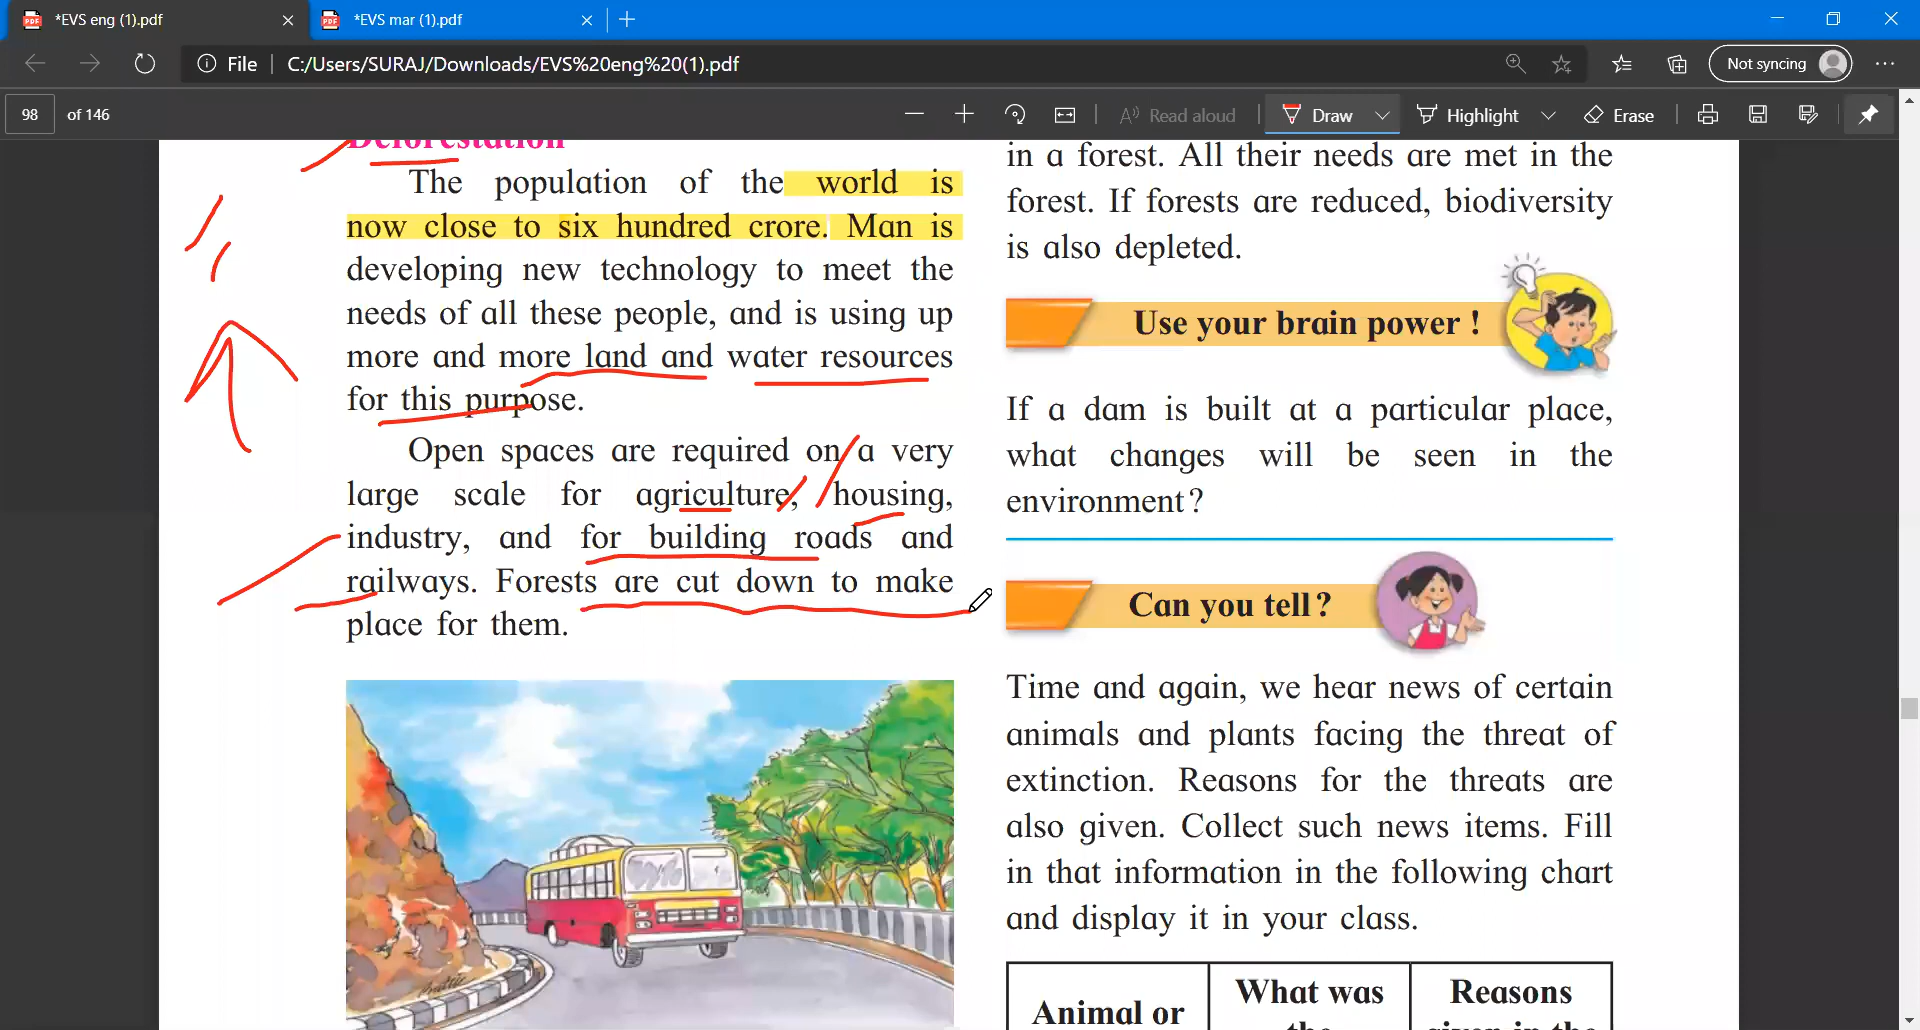 *EVS eng (1).pdf
*EVS mar (1).pdf
File
C:/Users/SURAJ/Downloads/EVS%20eng%20(1).pdf
Not syncing
98 of 146
Read aloud
Draw
Highlight
Erase
Deforestation
The population of the world is
now close to six hundred crore. Man is
developing new technology to meet the
needs of all these people, and is using up
more and more land and water resources
for this purpose.
Open spaces are required on a very
large scale for agriculture, housing,
industry, and for building roads and
railways. Forests are cut down to make
place for them.
in a forest. All their needs are met in the
forest. If forests are reduced, biodiversity
is also depleted.
Use your brain power !
If a dam is built at a particular place,
what changes will be seen in the
environment?
Can you tell?
Time and again, we hear news of certain
animals and plants facing the threat of
extinction. Reasons for the threats are
also given. Collect such news items. Fill
in that information in the following chart
and display it in your class.
Animal or
What was
the
Reasons
given in the